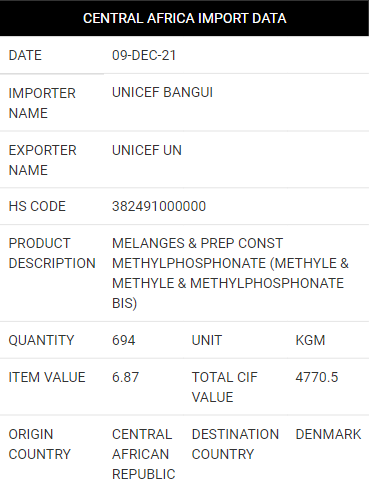 CENTRAL AFRICA IMPORT DATA
DATE 09-DEC-21
IMPORTER NAME UNICEF BANGUI
EXPORTER NAME UNICEF UN
HS CODE 382491000000
PRODUCT DESCRIPTION MELANGES & PREP CONST
METHYLPHOSPHONATE (METHYLE &
METHYLE & METHYLPHOSPHONATE
BIS)
QUANTITY 694 UNIT KGM
ITEM VALUE 6.87 TOTAL CIF VALUE 4770.5
ORIGIN COUNTRY CENTRAL AFRICAN REPUBLIC DESTINATION COUNTRY DENMARK